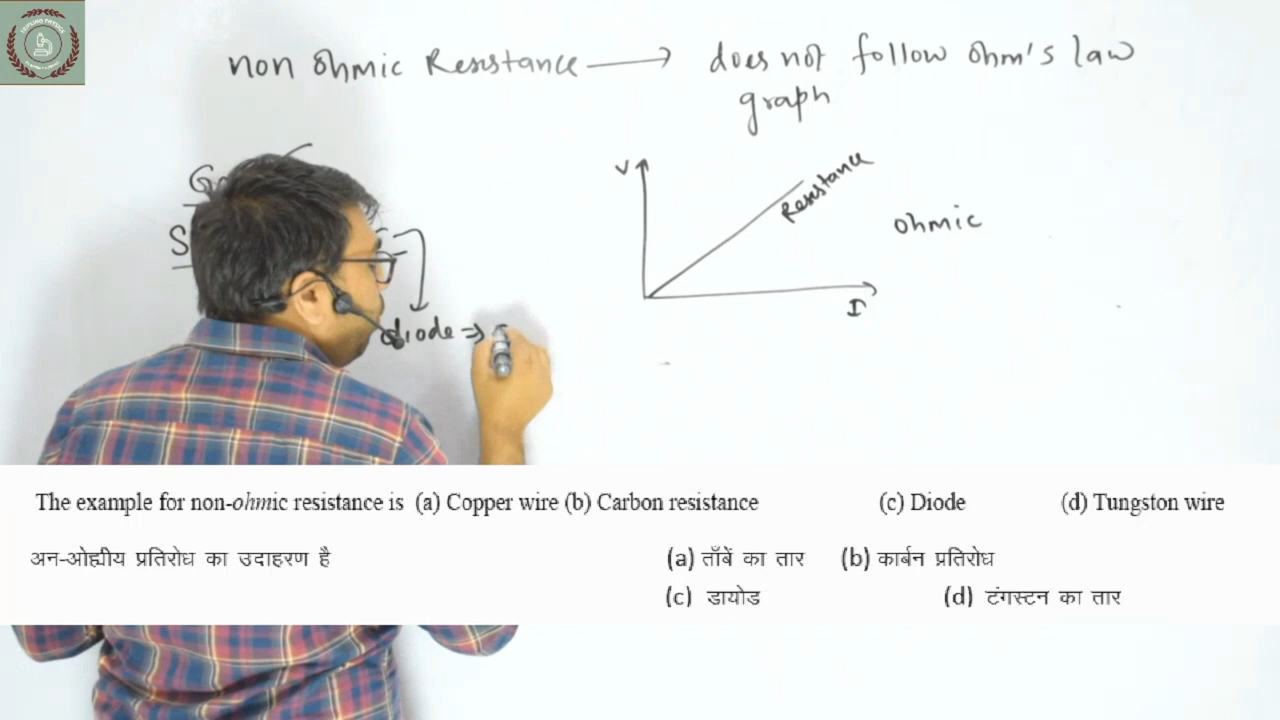 non ohmic Resistance → does not follow ohm's law
graph
V
Resistance
ohmic
I
diode ⇒
The example for non-ohmic resistance is (a) Copper wire (b) Carbon resistance (c) Diode (d) Tungston wire
अन-ओह्मीय प्रतिरोध का उदाहरण है (a) ताँबें का तार (b) कार्बन प्रतिरोध
(c) डायोड (d) टंगस्टन का तार